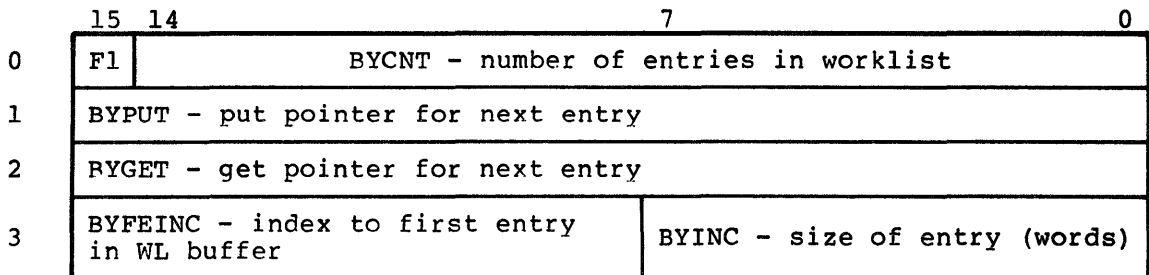 15 14 7 0
0 F1 BYCNT - number of entries in worklist
1 BYPUT - put pointer for next entry
2 BYGET - get pointer for next entry
3 BYFEINC - index to first entry
in WL buffer BYINC - size of entry (words)